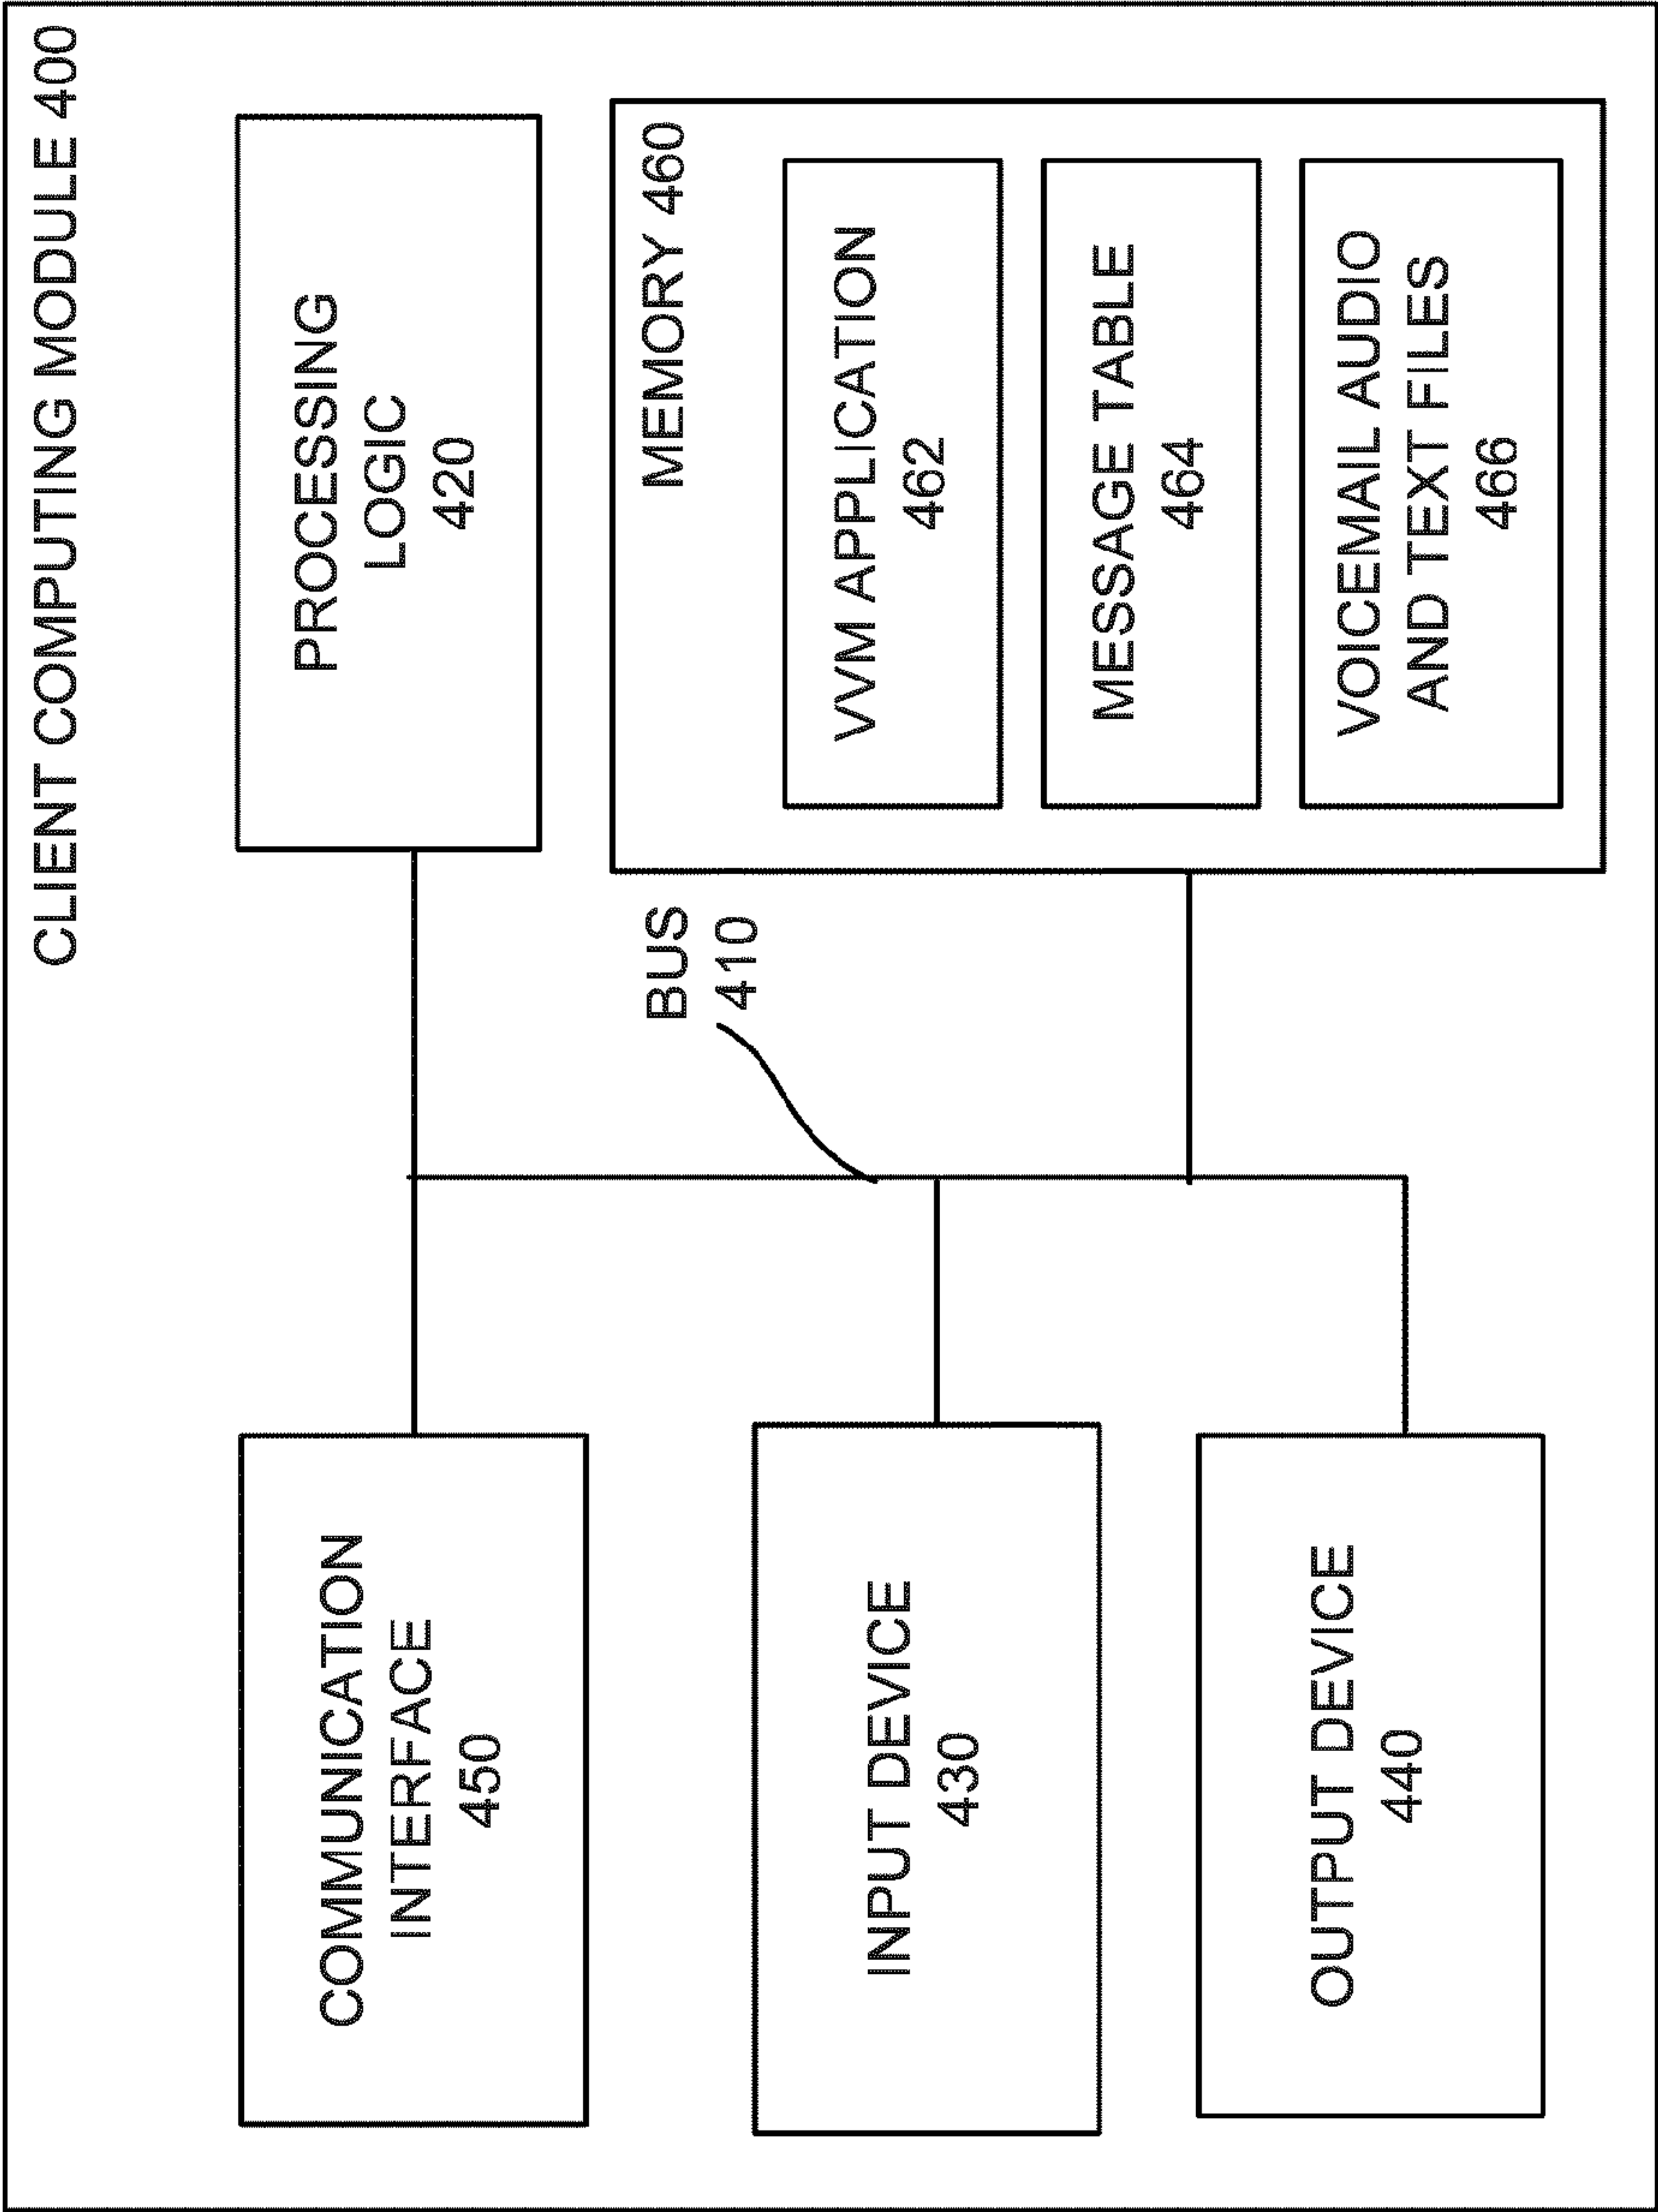 CLIENT COMPUTING MODULE 400
COMMUNICATION
INTERFACE
450
PROCESSING
LOGIC
420
BUS
410
INPUT DEVICE
430
OUTPUT DEVICE
440
MEMORY 460
VVM APPLICATION
462
MESSAGE TABLE
464
VOICEMAIL AUDIO
AND TEXT FILES
466